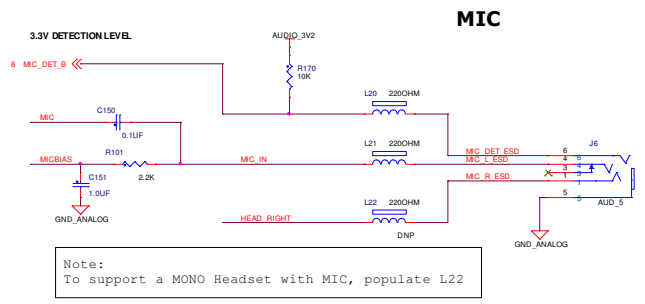 MIC
3.3V DETECTION LEVEL
AUDIO_3V2
8 MIC_DET_B
R170
10K
L20 220OHM
MIC
C150
0.1UF
L21 220OHM
J6
MICBIAS
R101
2.2K
MIC_IN
MIC_DET_ESD
MIC_L_ESD
MIC_R_ESD
6
4
3
1
5
6
4
3
1
5
C151
1.0UF
GND_ANALOG
HEAD_RIGHT
L22 220OHM
DNP
AUD_5
GND_ANALOG
Note:
To support a MONO Headset with MIC, populate L22